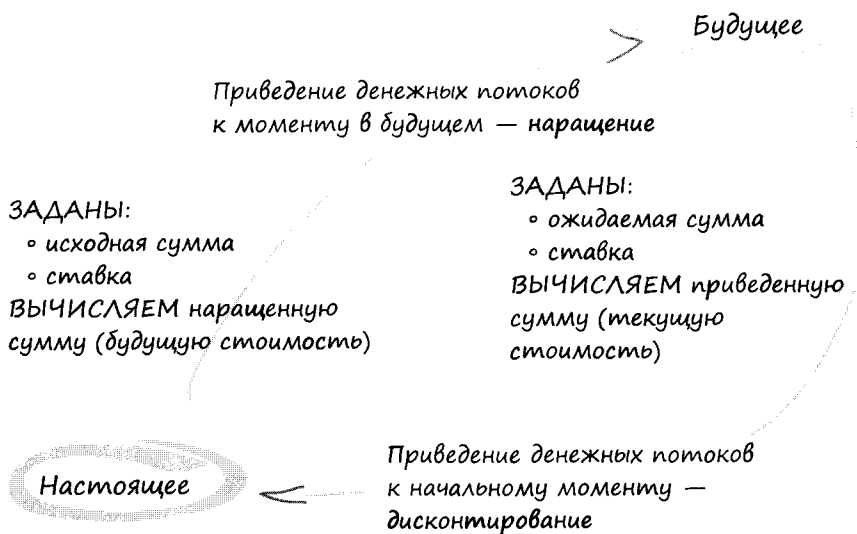 Будущее
Приведение денежных потоков
к моменту в будущем — наращение
ЗАДАНЫ:
• исходная сумма
• ставка
ВЫЧИСЛЯЕМ наращенную
сумму (будущую стоимость)
ЗАДАНЫ:
• ожидаемая сумма
• ставка
ВЫЧИСЛЯЕМ приведенную
сумму (текущую
стоимость)
Настоящее
Приведение денежных потоков
к начальному моменту —
дисконтирование